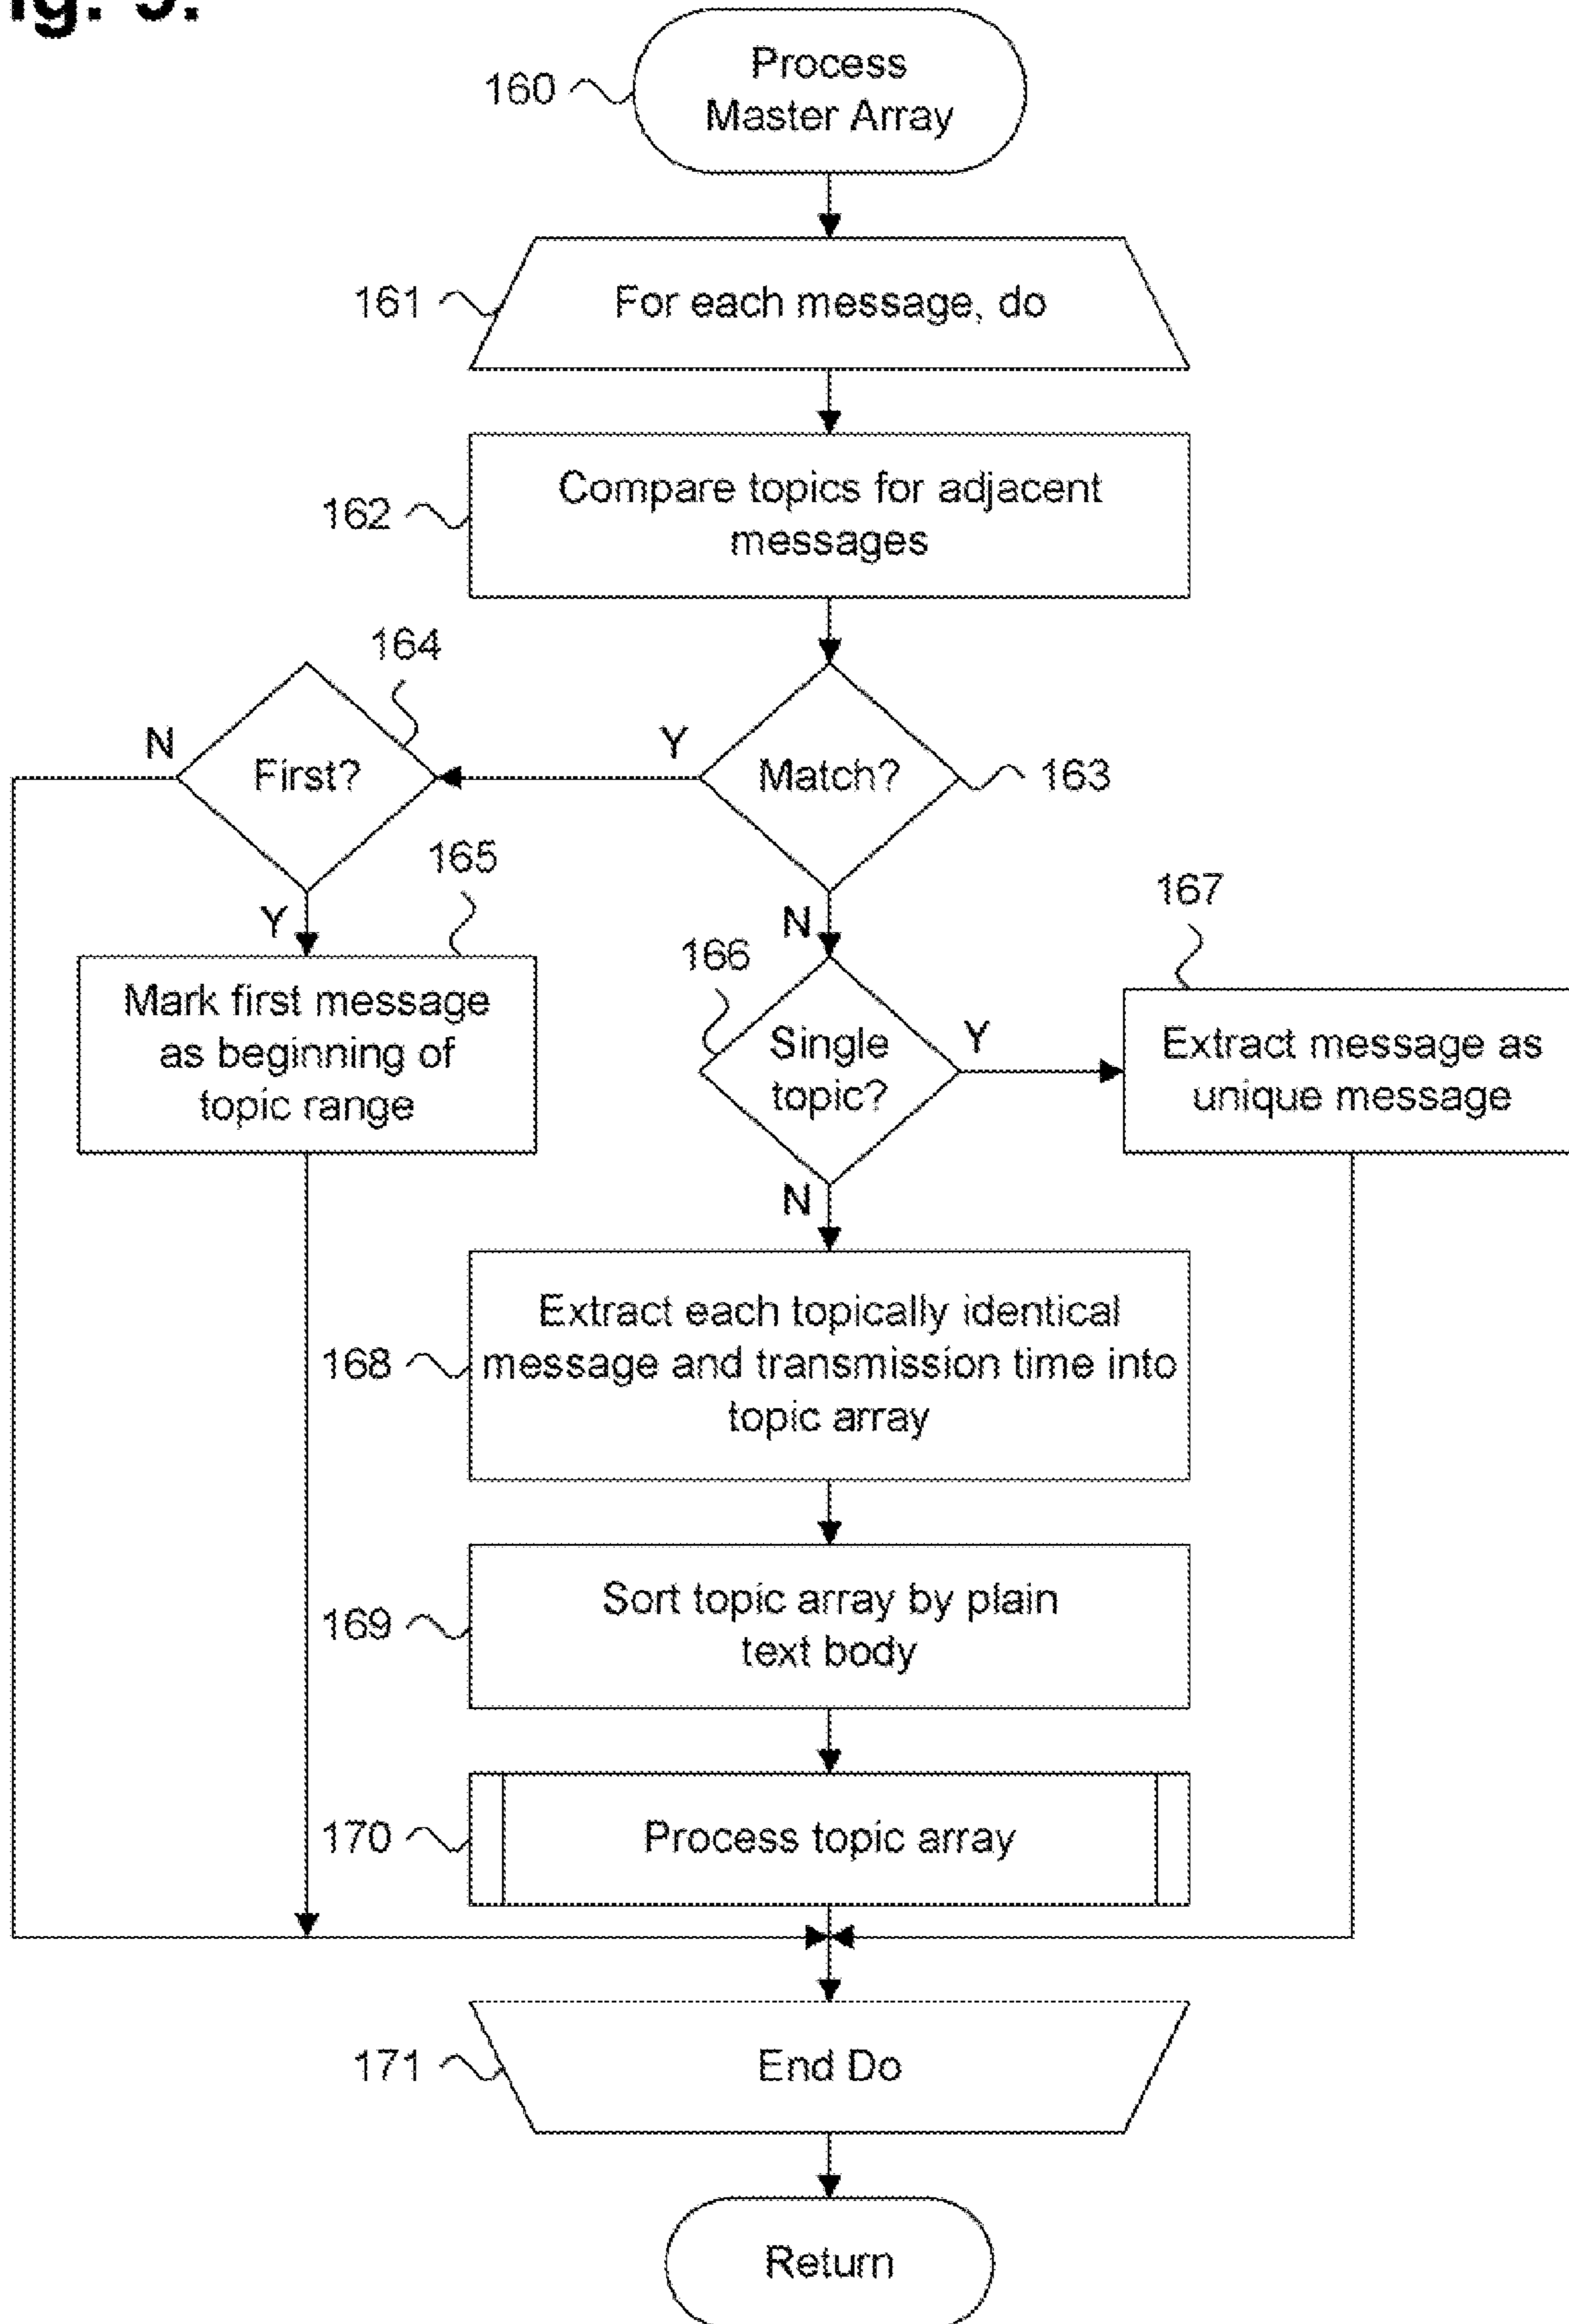 160
Process
Master Array
161
For each message, do
162
Compare topics for adjacent
messages
164
N
First?
Y
Match?
163
165
Y
N
167
Mark first message
as beginning of
topic range
166
Single
topic?
Y
Extract message as
unique message
N
168
Extract each topically identical
message and transmission time into
topic array
169
Sort topic array by plain
text body
170
Process topic array
171
End Do
Return